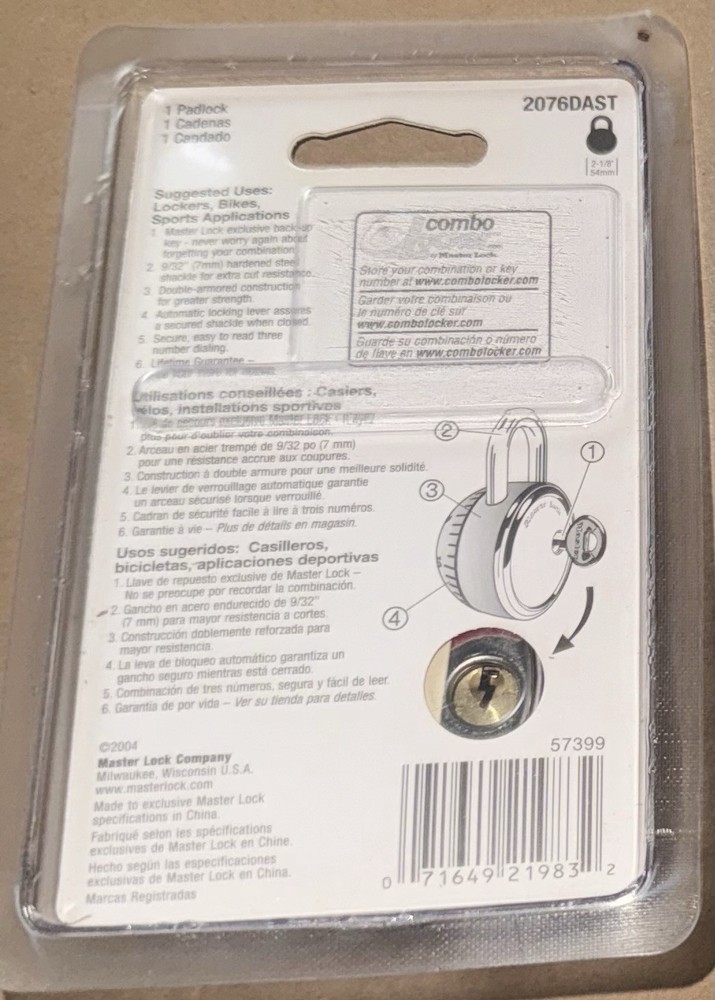 1 Padlock
1 Cadenas
1 Candado
2076DAST
2-1/8"
54mm
Suggested Uses:
Lockers, Bikes,
Sports Applications
1. Master Lock exclusive back-up
key - never worry again about
forgetting your combination
2. 9/32" (7mm) hardened steel
shackle for extra cut resistance.
3. Double-armored construction
for greater strength.
4. Automatic locking lever assures
a secured shackle when closed.
5. Secure, easy to read three
number dialing.
6. Lifetime Guarantee –
combo
Master Lock.
Store your combination or key
number at www.combolocker.com
Garder votre combinaison ou
le numéro de clé sur
www.combolocker.com
Guarde su combinación o número
de llave en www.combolocker.com
Utilisations conseillées : Casiers,
vélos, installations sportives
plus peur d'oublier votre combinaison.
2. Arceau en acier trempé de 9/32 po (7 mm)
pour une résistance accrue aux coupures.
3. Construction à double armure pour une meilleure solidité.
4. Le levier de verrouillage automatique garantie
un arceau sécurisé lorsque verrouillé.
5. Cadran de sécurité facile à lire à trois numéros.
6. Garantie à vie – Plus de détails en magasin.
Usos sugeridos: Casilleros,
bicicletas, aplicaciones deportivas
1. Llave de repuesto exclusive de Master Lock –
No se preocupe por recordar la combinación.
2. Gancho en acero endurecido de 9/32"
(7 mm) para mayor resistencia a cortes.
3. Construcción doblemente reforzada para
mayor resistencia.
4. La leva de bloqueo automático garantiza un
gancho seguro mientras está cerrado.
5. Combinación de tres números, segura y fácil de leer.
6. Garantía de por vida – Ver su tienda para detalles.
2
1
3
4
©2004
Master Lock Company
Milwaukee, Wisconsin U.S.A.
www.masterlock.com
Made to exclusive Master Lock
specifications in China.
Fabriqué selon les spécifications
exclusives de Master Lock en Chine.
Hecho según las especificaciones
exclusivas de Master Lock en China.
Marcas Registradas
57399
0 71649 21983 2